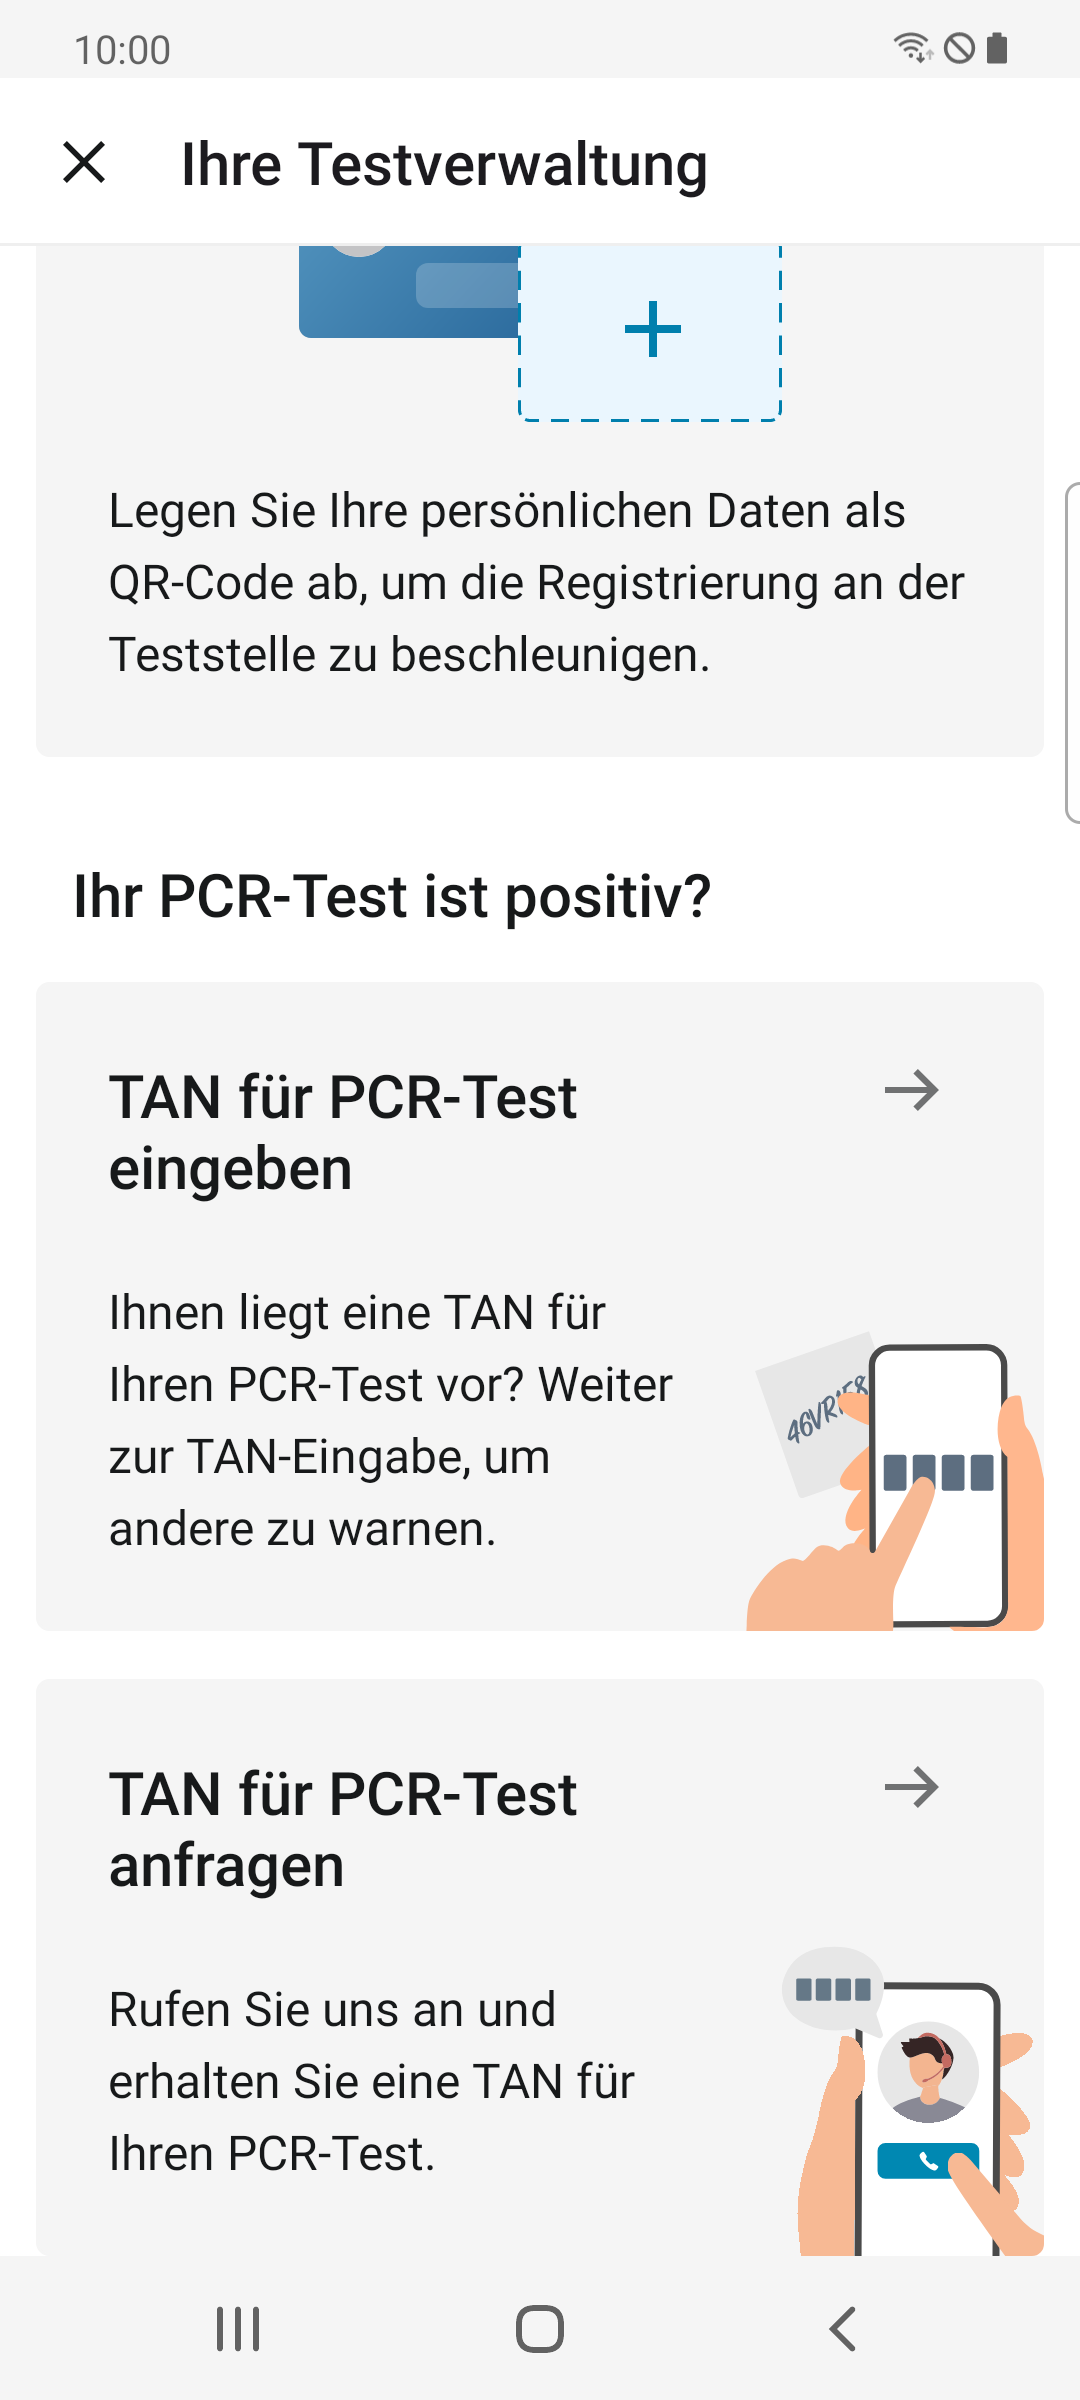 10:00
Ihre Testverwaltung
Legen Sie Ihre persönlichen Daten als
QR-Code ab, um die Registrierung an der
Teststelle zu beschleunigen.
Ihr PCR-Test ist positiv?
TAN für PCR-Test
eingeben
Ihnen liegt eine TAN für
Ihren PCR-Test vor? Weiter
zur TAN-Eingabe, um
andere zu warnen.
TAN für PCR-Test
anfragen
Rufen Sie uns an und
erhalten Sie eine TAN für
Ihren PCR-Test.